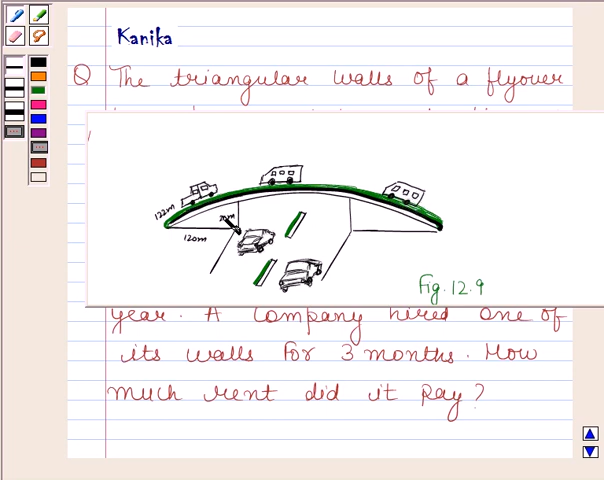 Kanika
Q The triangular walls of a flyover
122m
20m
120m
Fig. 12.9
year. A Company hired one of
its walls for 3 months. How
much rent did it pay?